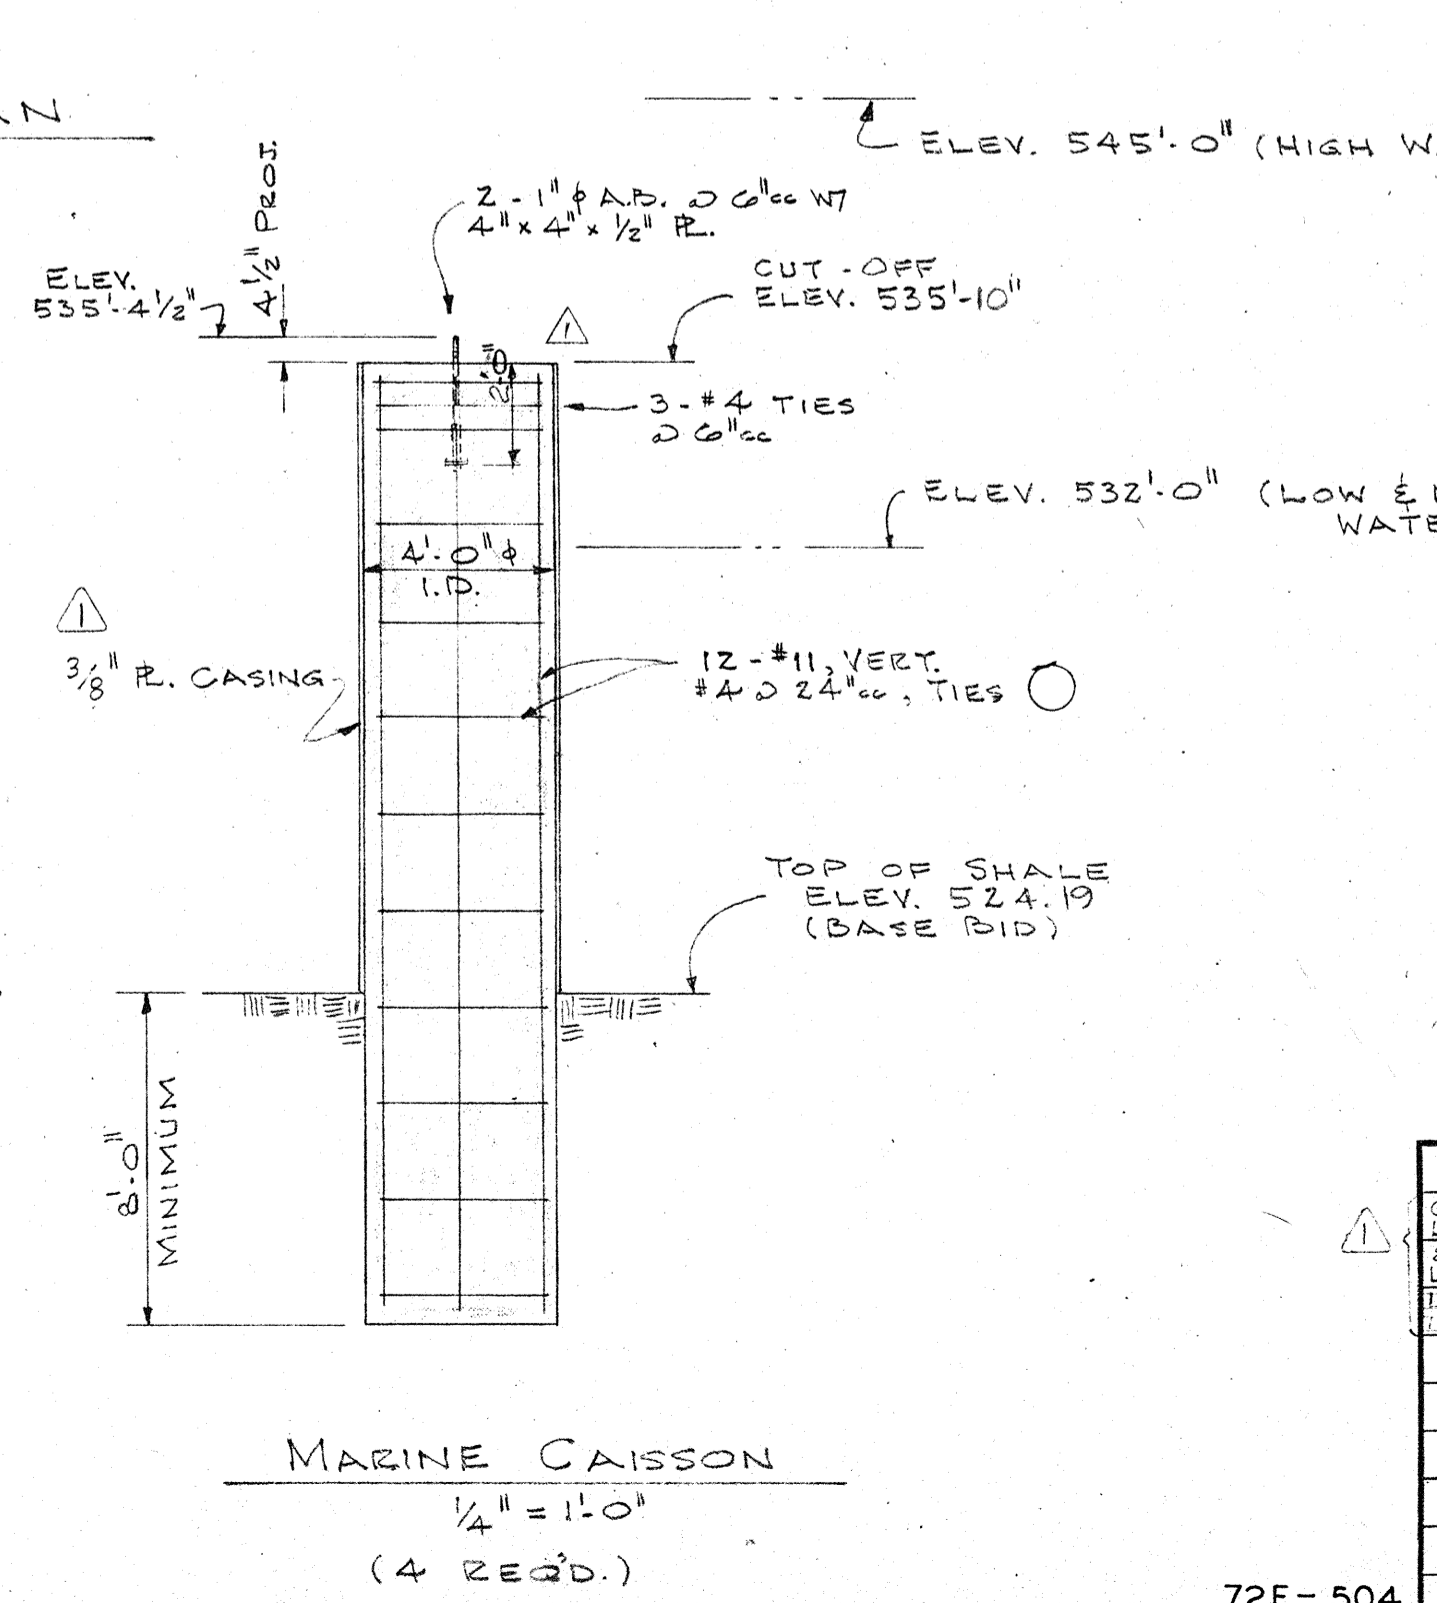 ELEV. 545'-0" (HIGH W
4 1/2" PROJ.
2 - 1" φ A.B. @ 6"cc W/
4" x 4" x 1/2" PL.
ELEV.
535'-4 1/2"
CUT-OFF
ELEV. 535'-10"
1
2'-0"
3 - #4 TIES
@ 6"cc
ELEV. 532'-0" (LOW &
WATE
4'-0" φ
I.D.
1
3/8" PL. CASING
12 - #11, VERT.
#4 @ 24"cc, TIES
TOP OF SHALE
ELEV. 524.19
(BASE BID)
8'-0"
MINIMUM
1
MARINE CAISSON
1/4" = 1'-0"
(4 REQ'D.)
72F-504